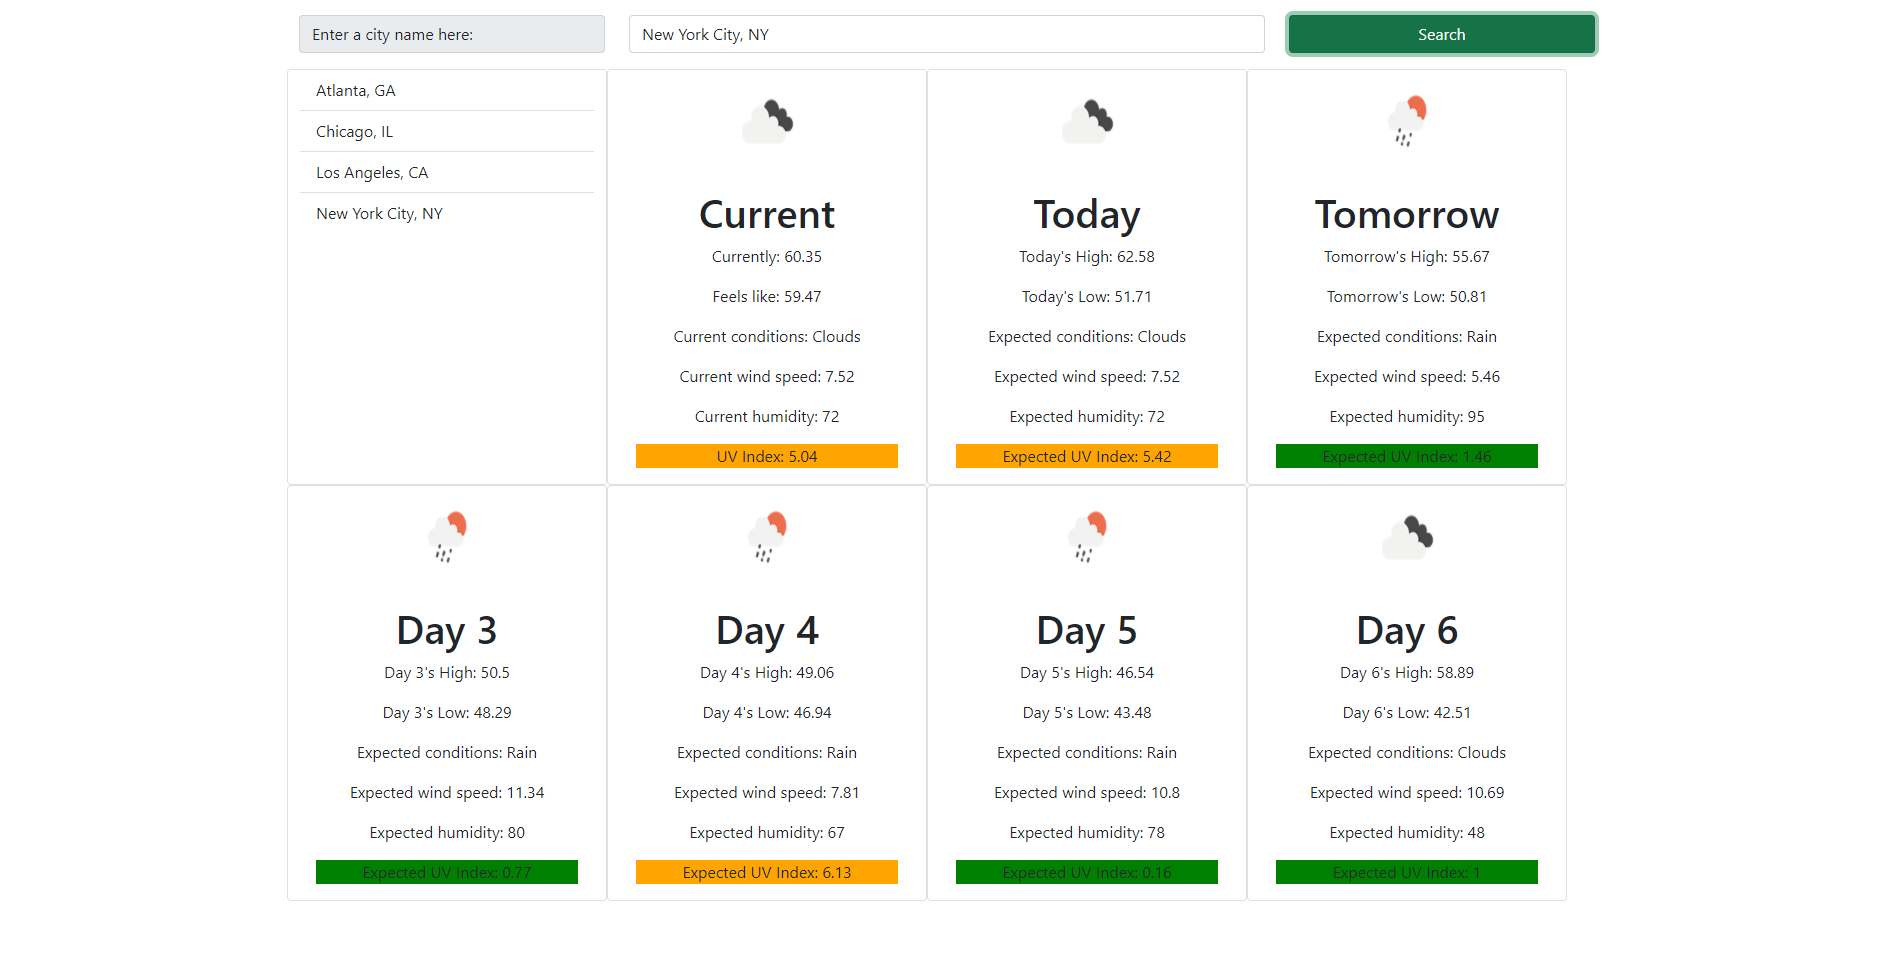 Enter a city name here:
New York City, NY
Search
Atlanta, GA
Chicago, IL
Los Angeles, CA
New York City, NY
Current
Currently: 60.35
Feels like: 59.47
Current conditions: Clouds
Current wind speed: 7.52
Current humidity: 72
UV Index: 5.04
Today
Today's High: 62.58
Today's Low: 51.71
Expected conditions: Clouds
Expected wind speed: 7.52
Expected humidity: 72
Expected UV Index: 5.42
Tomorrow
Tomorrow's High: 55.67
Tomorrow's Low: 50.81
Expected conditions: Rain
Expected wind speed: 5.46
Expected humidity: 95
Expected UV Index: 1.46
Day 3
Day 3's High: 50.5
Day 3's Low: 48.29
Expected conditions: Rain
Expected wind speed: 11.34
Expected humidity: 80
Expected UV Index: 0.77
Day 4
Day 4's High: 49.06
Day 4's Low: 46.94
Expected conditions: Rain
Expected wind speed: 7.81
Expected humidity: 67
Expected UV Index: 6.13
Day 5
Day 5's High: 46.54
Day 5's Low: 43.48
Expected conditions: Rain
Expected wind speed: 10.8
Expected humidity: 78
Expected UV Index: 0.16
Day 6
Day 6's High: 58.89
Day 6's Low: 42.51
Expected conditions: Clouds
Expected wind speed: 10.69
Expected humidity: 48
Expected UV Index: 1